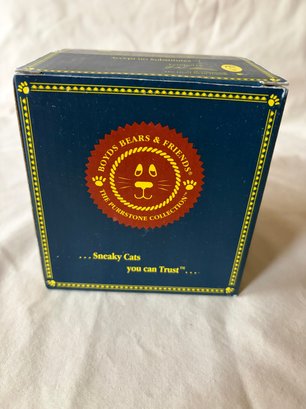 BOYDS BEARS & FRIENDS®
THE PURRSTONE COLLECTION
...Sneaky Cats
you can Trust™...